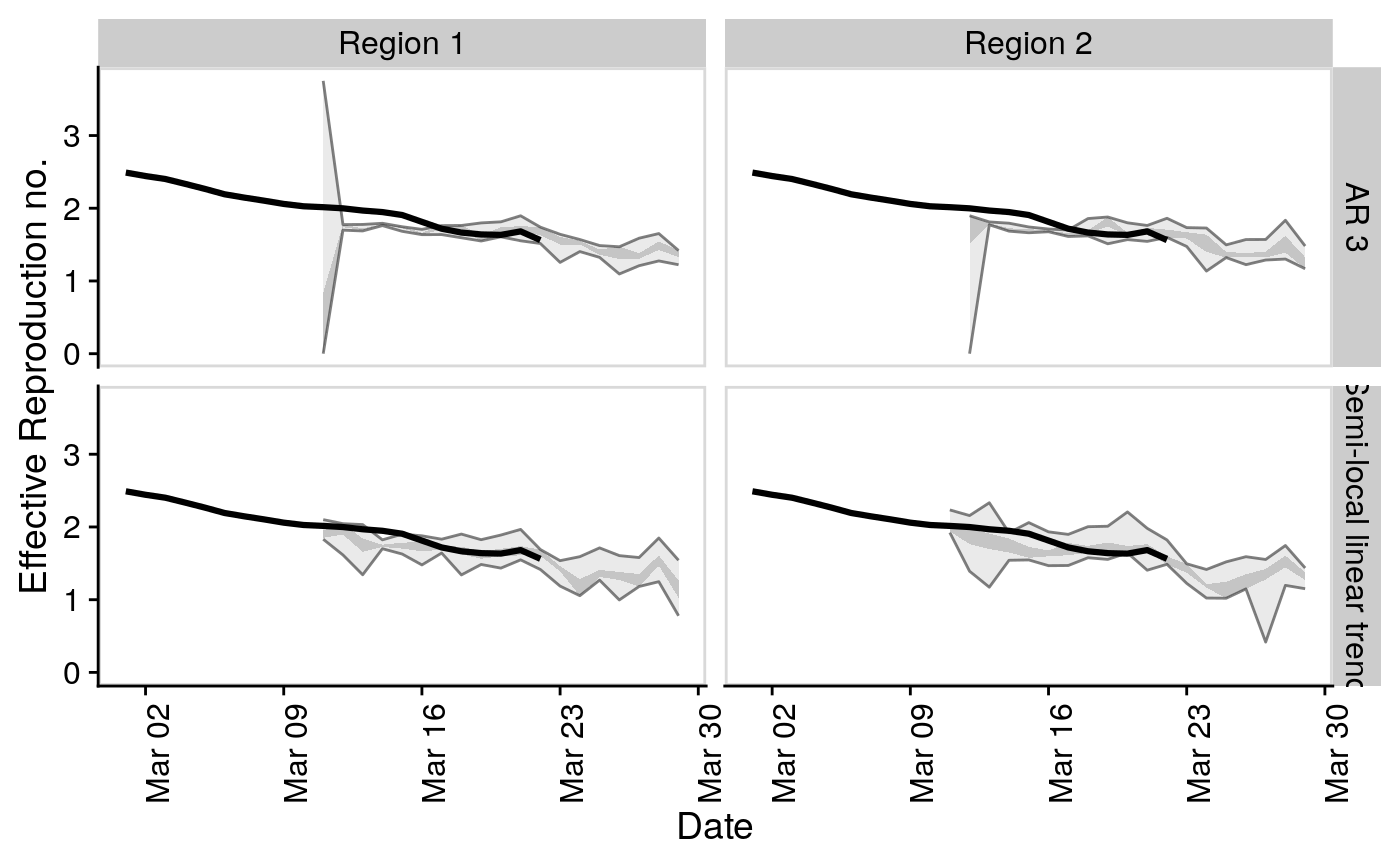 Region 1
Region 2
Effective Reproduction no.
3
2
1
0
AR 3
3
2
1
0
Semi-local linear trend
Mar 02
Mar 09
Mar 16
Mar 23
Mar 30
Mar 02
Mar 09
Mar 16
Mar 23
Mar 30
Date